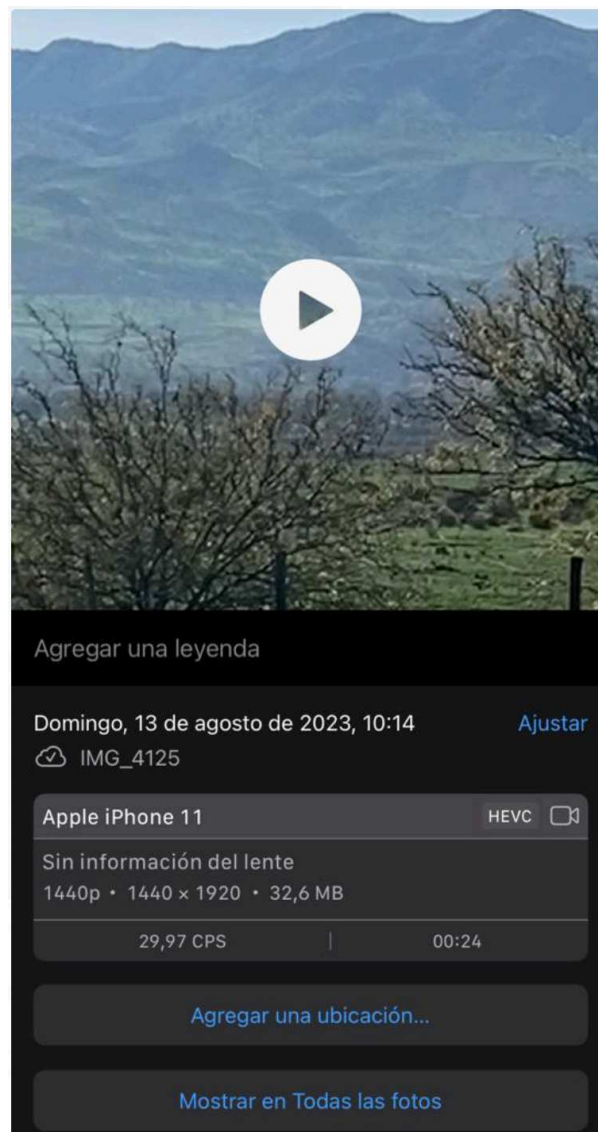 Agregar una leyenda
Domingo, 13 de agosto de 2023, 10:14 Ajustar
IMG_4125
Apple iPhone 11 HEVC
Sin información del lente
1440p • 1440 × 1920 • 32,6 MB
29,97 CPS | 00:24
Agregar una ubicación...
Mostrar en Todas las fotos